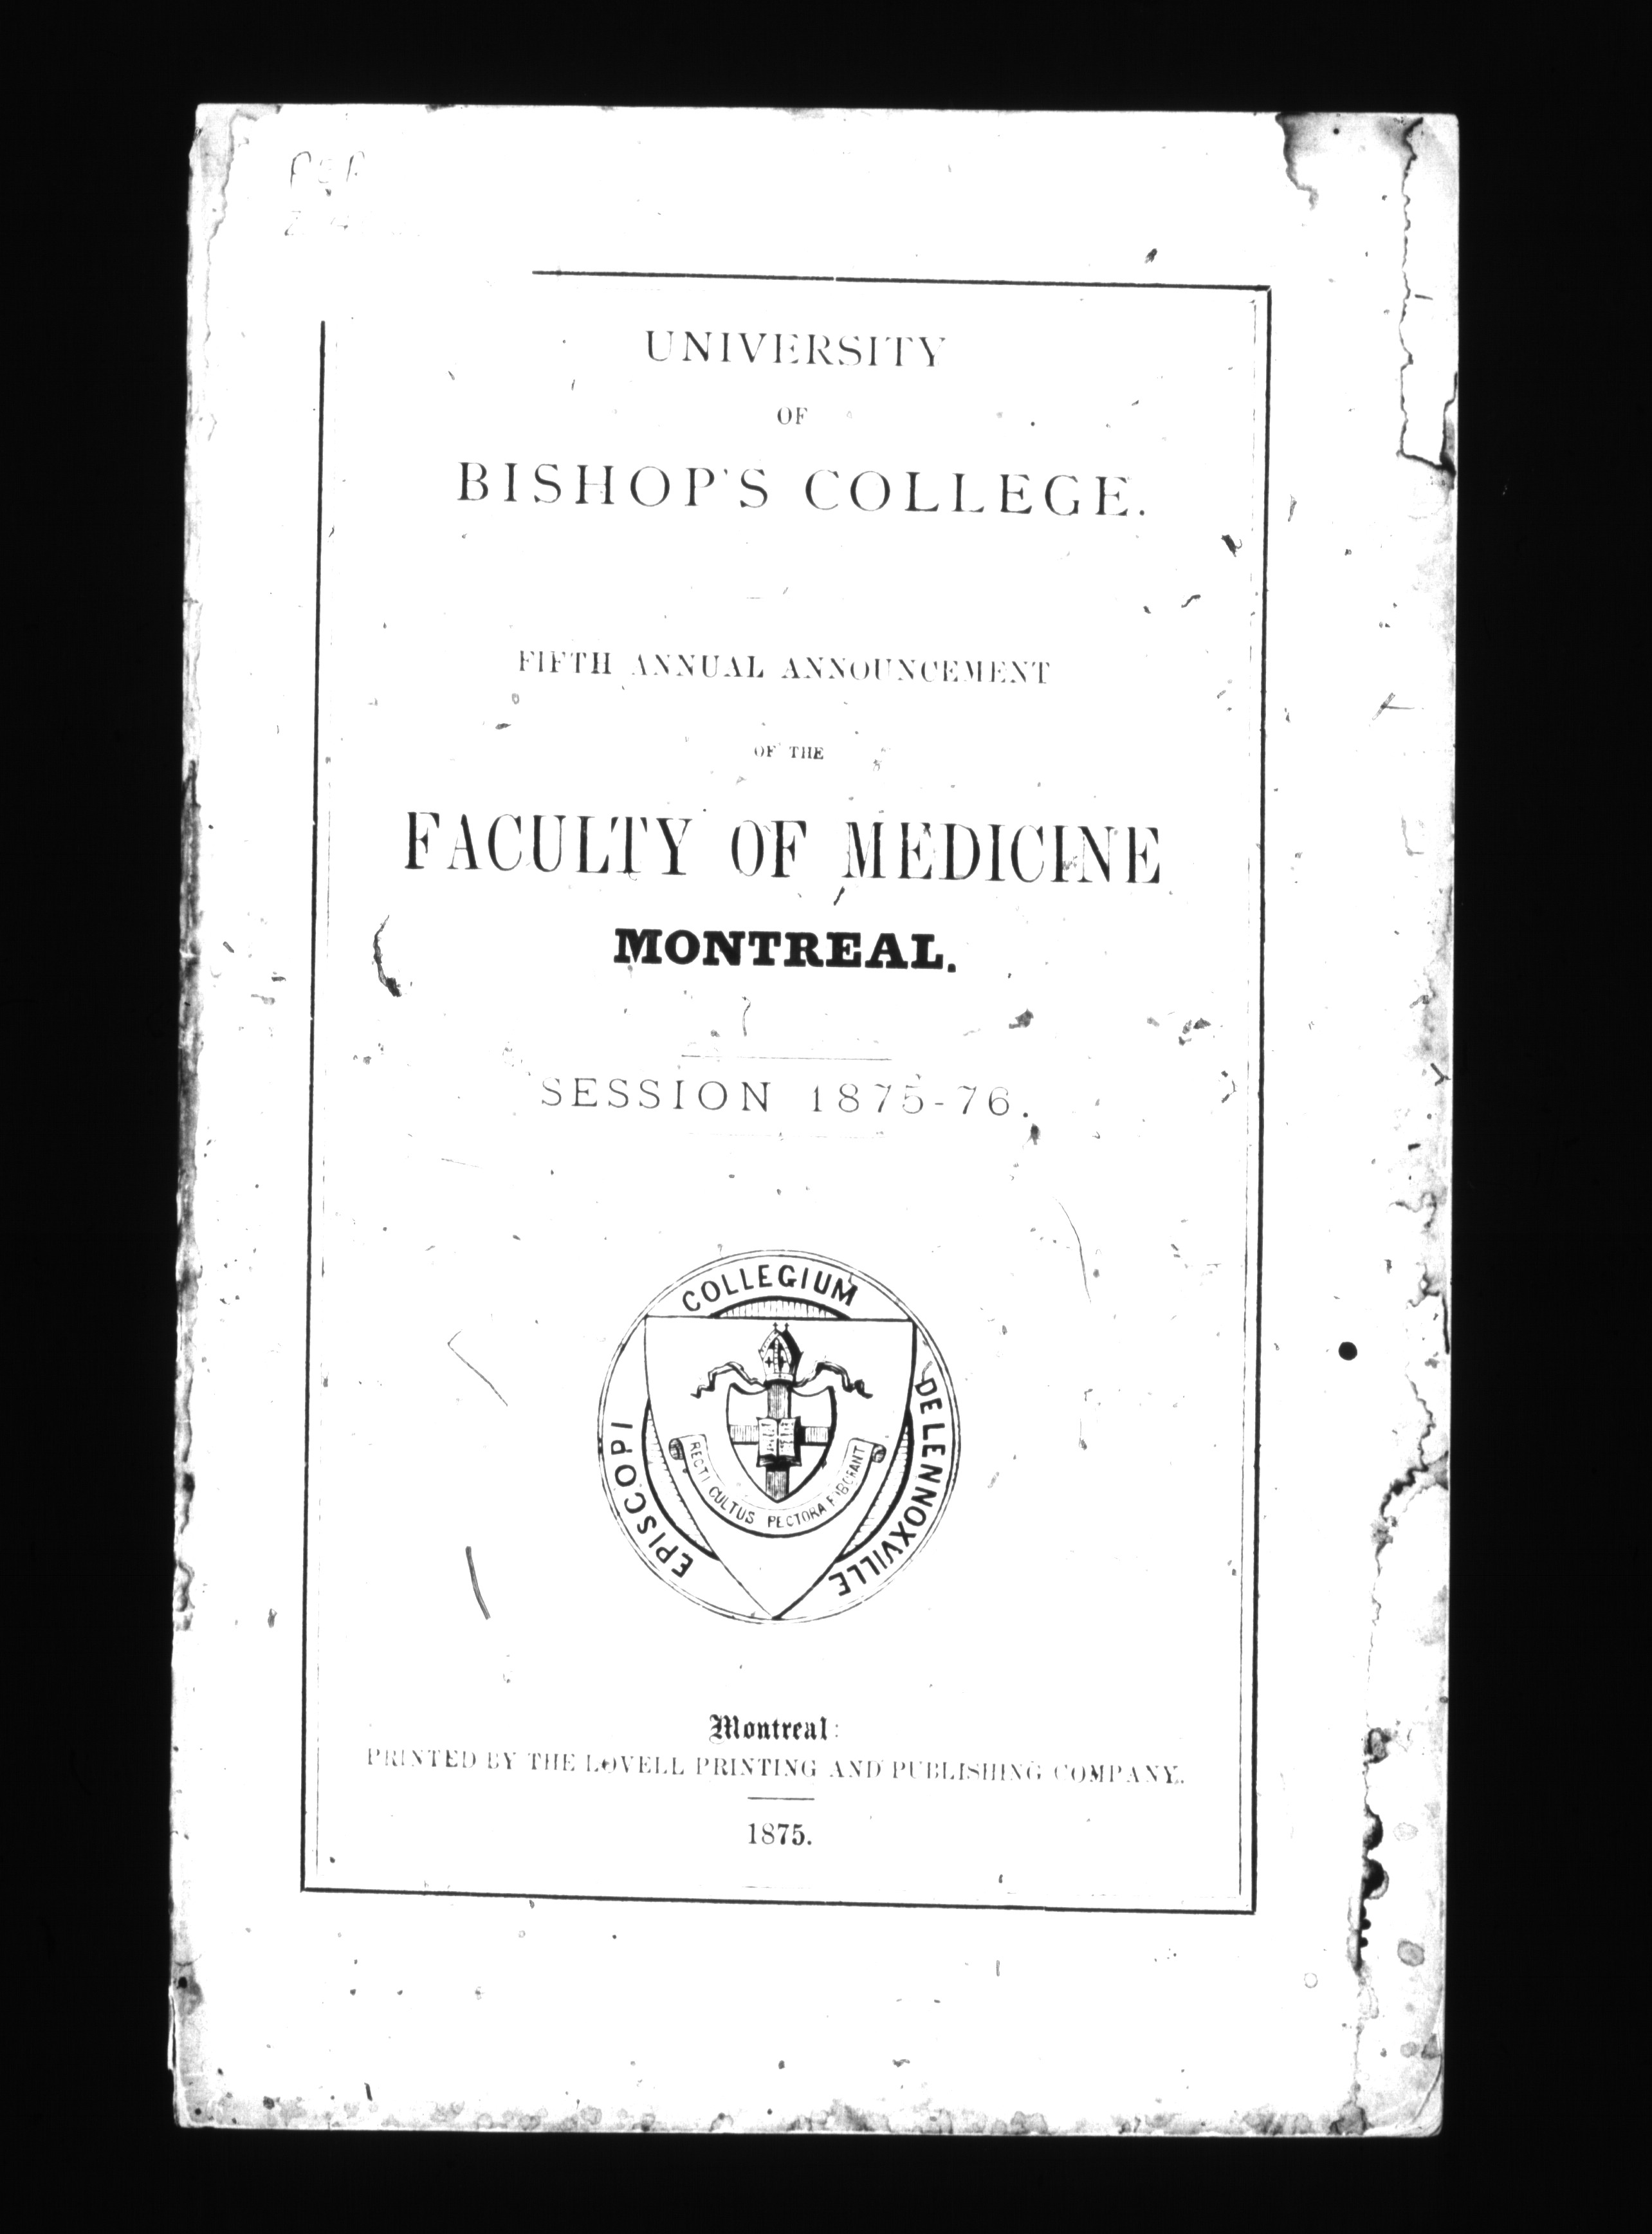 UNIVERSITY
OF
BISHOP'S COLLEGE.
FIFTH ANNUAL ANNOUNCEMENT
OF THE
FACULTY OF MEDICINE
MONTREAL.
SESSION 1875-76.
COLLEGIUM
EPISCOPI
DE LENNOXVILLE
RECTI CULTUS PECTORA ROBORANT
Montreal:
PRINTED BY THE LOVELL PRINTING AND PUBLISHING COMPANY.
1875.